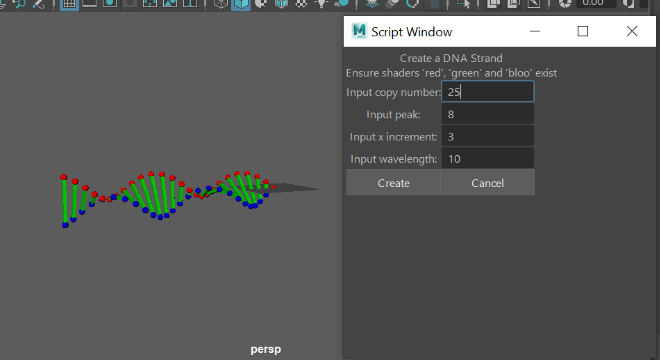 0.00
Script Window
Create a DNA Strand
Ensure shaders 'red', 'green' and 'bloo' exist
Input copy number: 25
Input peak: 8
Input x increment: 3
Input wavelength: 10
Create Cancel
persp